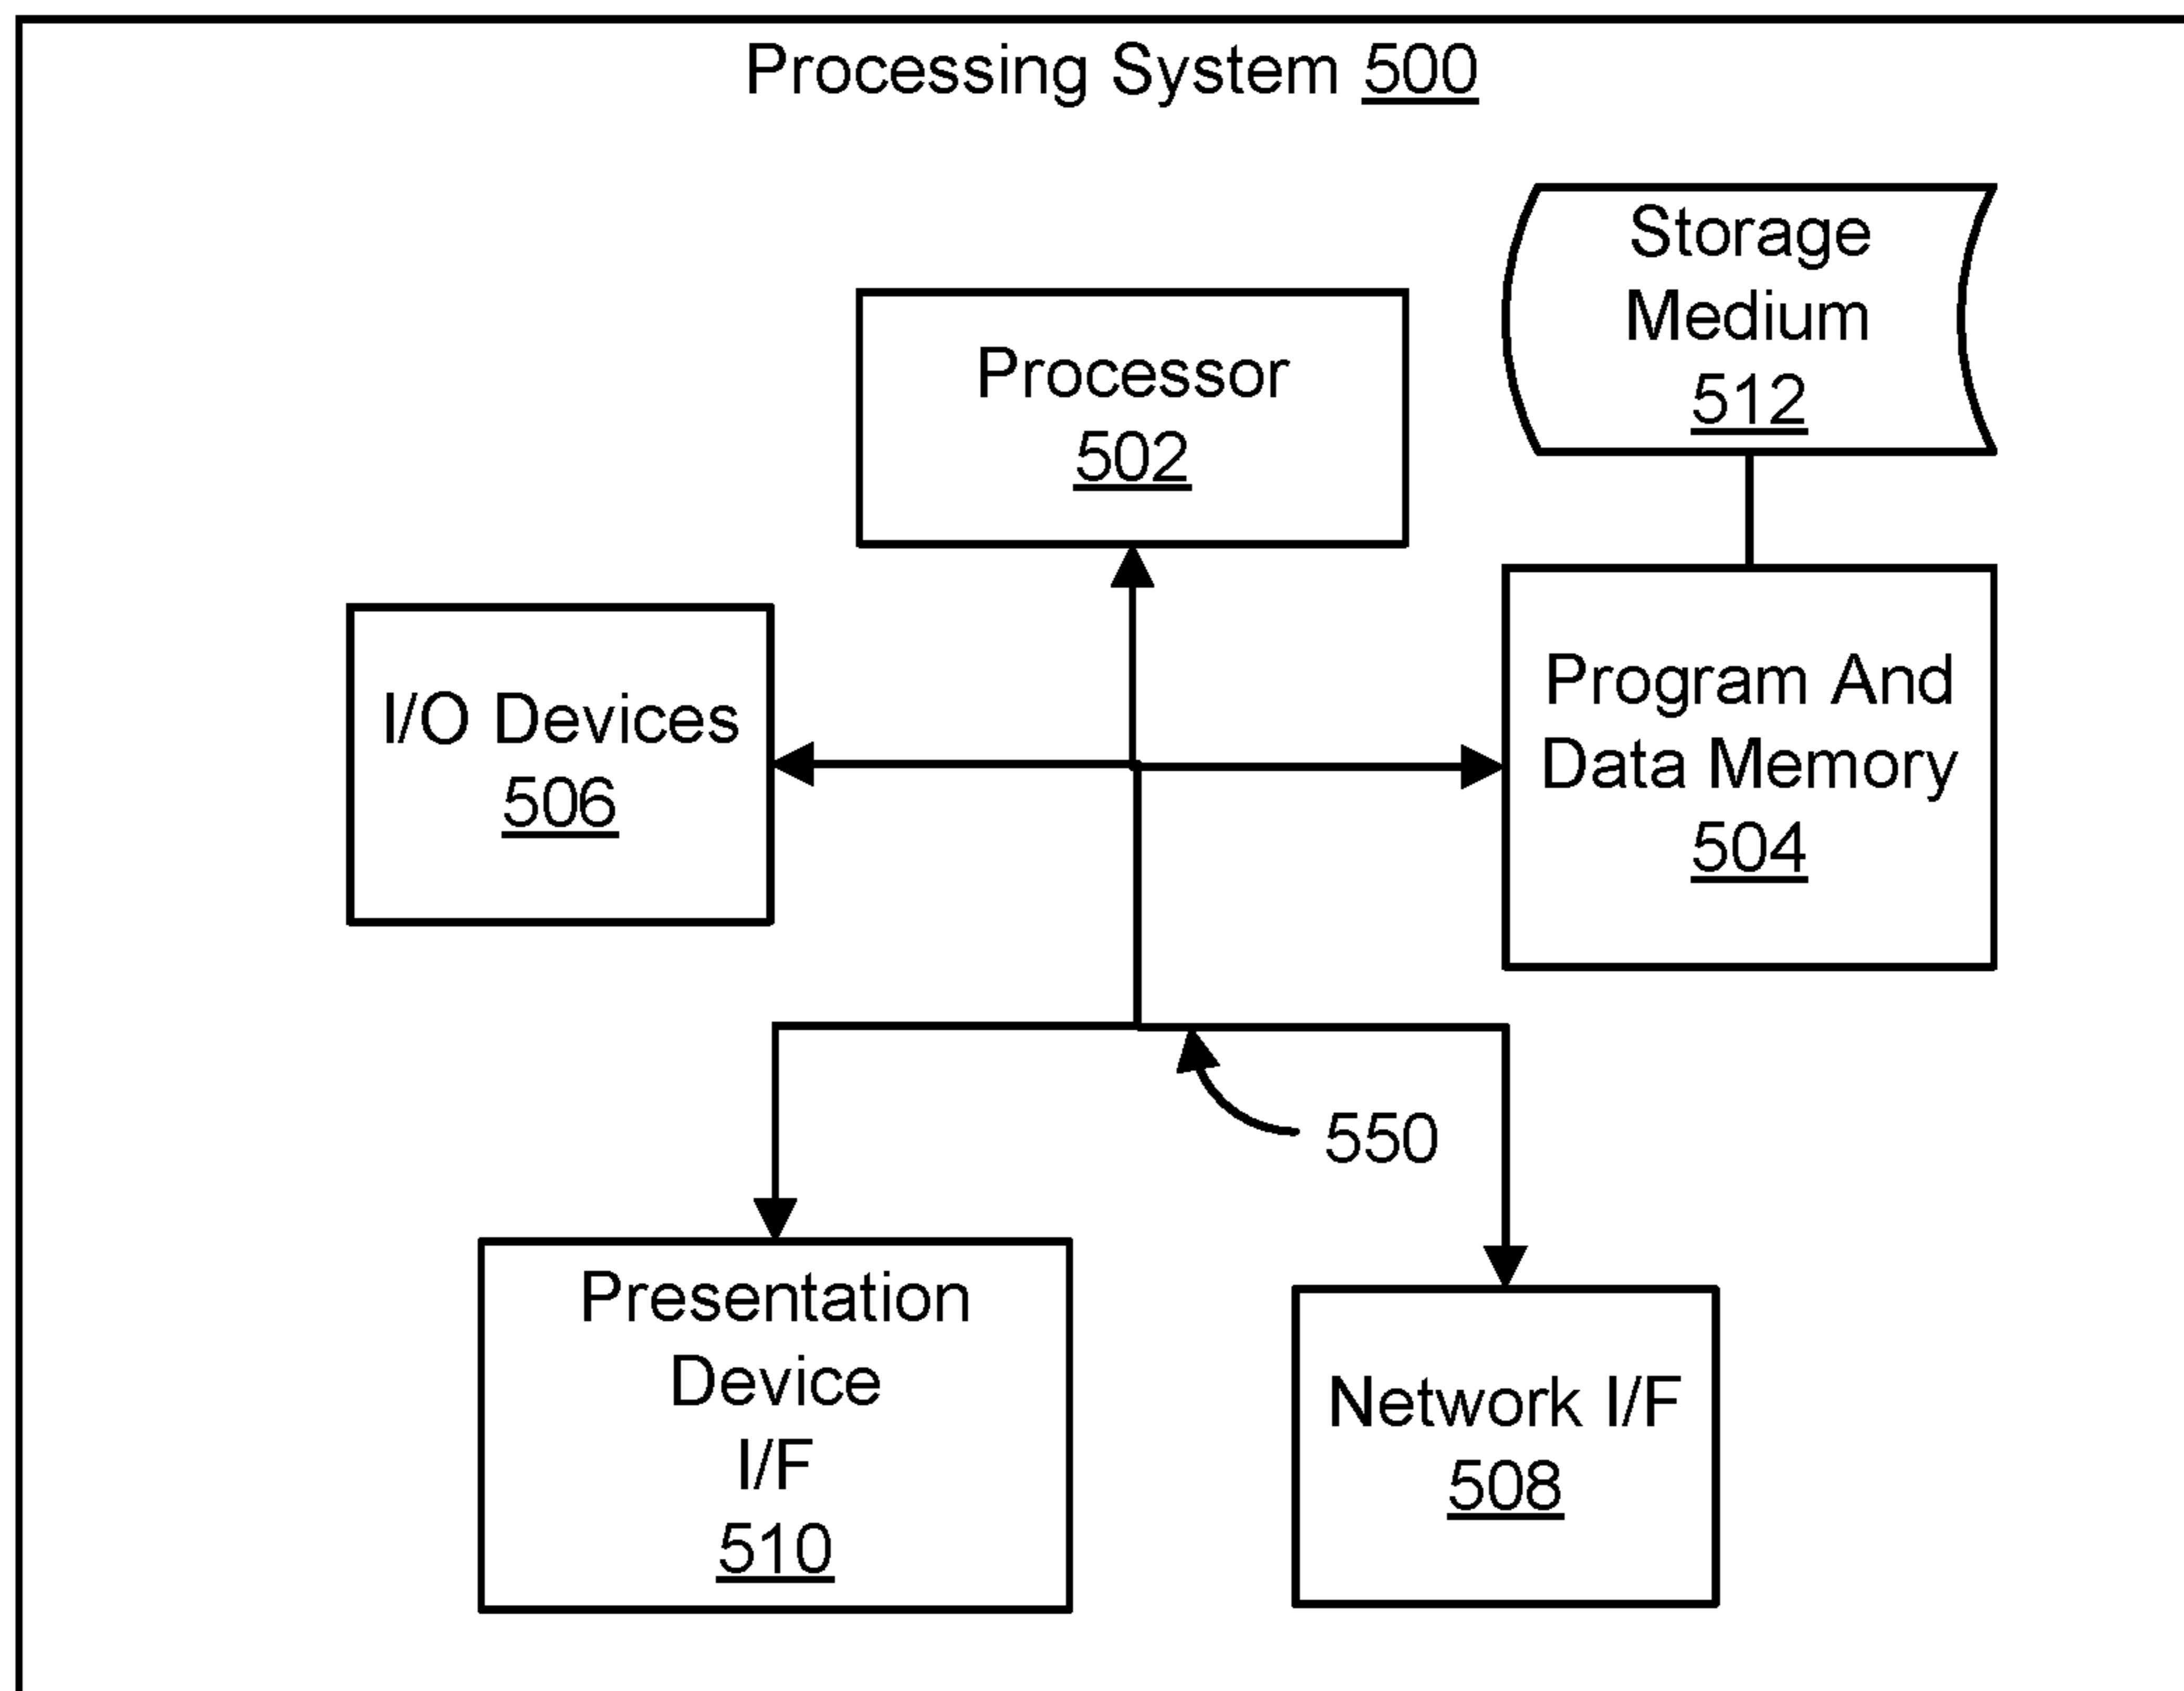 Processing System 500
Storage
Medium
512
Processor
502
I/O Devices
506
Program And
Data Memory
504
550
Presentation
Device
I/F
510
Network I/F
508